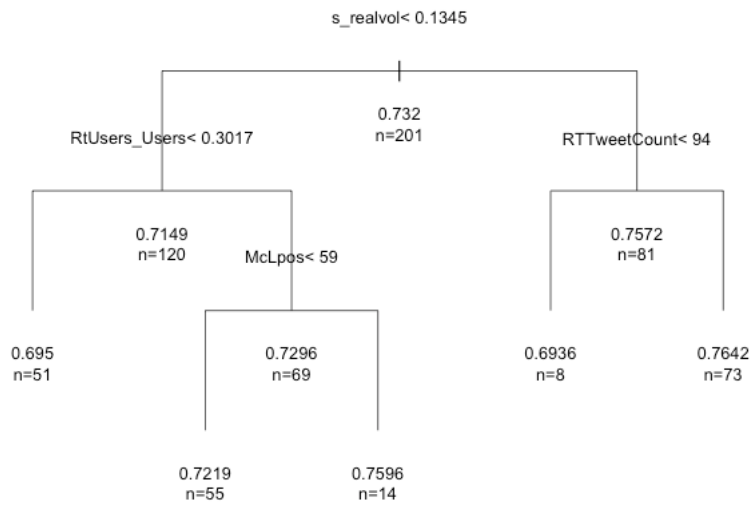 s_realvol< 0.1345
0.732
n=201
RtUsers_Users< 0.3017
RTTweetCount< 94
0.7149
n=120
0.7572
n=81
McLpos< 59
0.695
n=51
0.7296
n=69
0.6936
n=8
0.7642
n=73
0.7219
n=55
0.7596
n=14